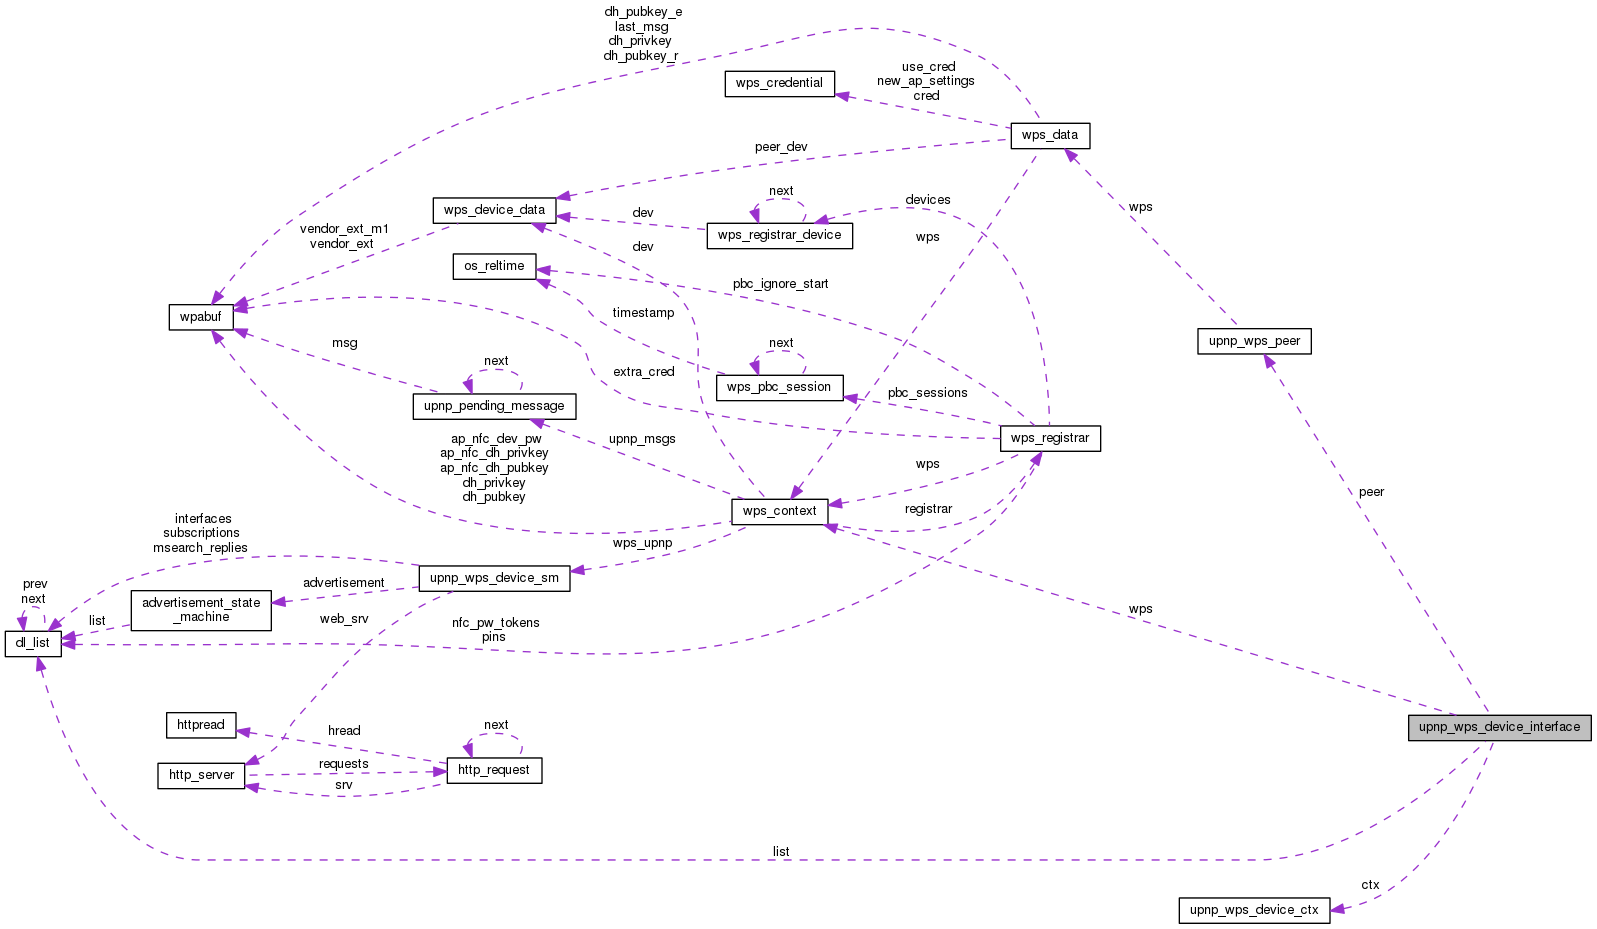 dh_pubkey_e
last_msg
dh_privkey
dh_pubkey_r
use_cred
new_ap_settings
cred
wps_credential
wps_data
peer_dev
next
devices
wps
wps_device_data
dev
wps_registrar_device
wps
vendor_ext_m1
vendor_ext
dev
os_reltime
pbc_ignore_start
wpabuf
timestamp
msg
next
upnp_wps_peer
next
extra_cred
wps_pbc_session
pbc_sessions
upnp_pending_message
ap_nfc_dev_pw
ap_nfc_dh_privkey
ap_nfc_dh_pubkey
dh_privkey
dh_pubkey
upnp_msgs
wps_registrar
wps
peer
wps_context
registrar
interfaces
subscriptions
msearch_replies
wps_upnp
prev
next
advertisement
upnp_wps_device_sm
advertisement_state
_machine
list
web_srv
nfc_pw_tokens
pins
wps
dl_list
httpread
hread
next
upnp_wps_device_interface
http_server
requests
http_request
srv
list
ctx
upnp_wps_device_ctx